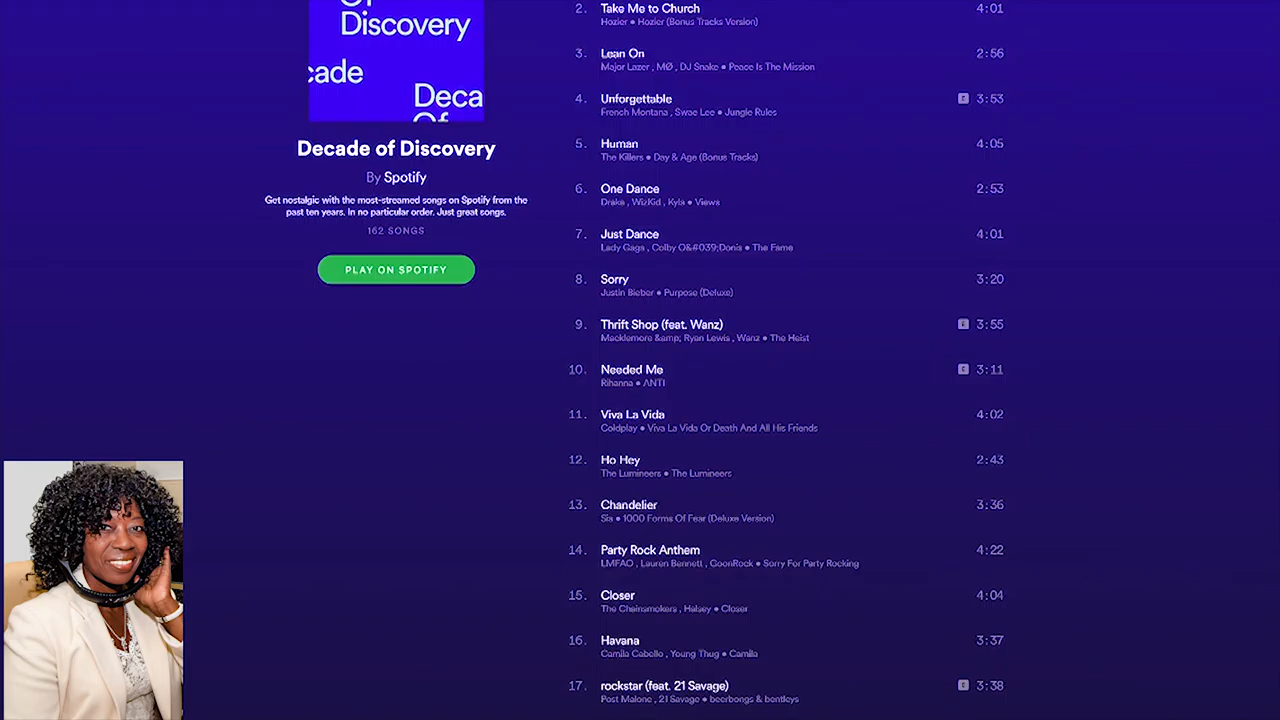 Of
Discovery
cade
Deca
Of
Decade of Discovery
By Spotify
Get nostalgic with the most-streamed songs on Spotify from the
past ten years. In no particular order. Just great songs.
162 SONGS
PLAY ON SPOTIFY
2. Take Me to Church 4:01
Hozier • Hozier (Bonus Tracks Version)
3. Lean On 2:56
Major Lazer , MØ , DJ Snake • Peace Is The Mission
4. Unforgettable E 3:53
French Montana , Swae Lee • Jungle Rules
5. Human 4:05
The Killers • Day & Age (Bonus Tracks)
6. One Dance 2:53
Drake , WizKid , Kyla • Views
7. Just Dance 4:01
Lady Gaga , Colby O&#039;Donis • The Fame
8. Sorry 3:20
Justin Bieber • Purpose (Deluxe)
9. Thrift Shop (feat. Wanz) E 3:55
Macklemore &amp; Ryan Lewis , Wanz • The Heist
10. Needed Me E 3:11
Rihanna • ANTI
11. Viva La Vida 4:02
Coldplay • Viva La Vida Or Death And All His Friends
12. Ho Hey 2:43
The Lumineers • The Lumineers
13. Chandelier 3:36
Sia • 1000 Forms Of Fear (Deluxe Version)
14. Party Rock Anthem 4:22
LMFAO , Lauren Bennett , GoonRock • Sorry For Party Rocking
15. Closer 4:04
The Chainsmokers , Halsey • Closer
16. Havana 3:37
Camila Cabello , Young Thug • Camila
17. rockstar (feat. 21 Savage) E 3:38
Post Malone , 21 Savage • beerbongs & bentleys